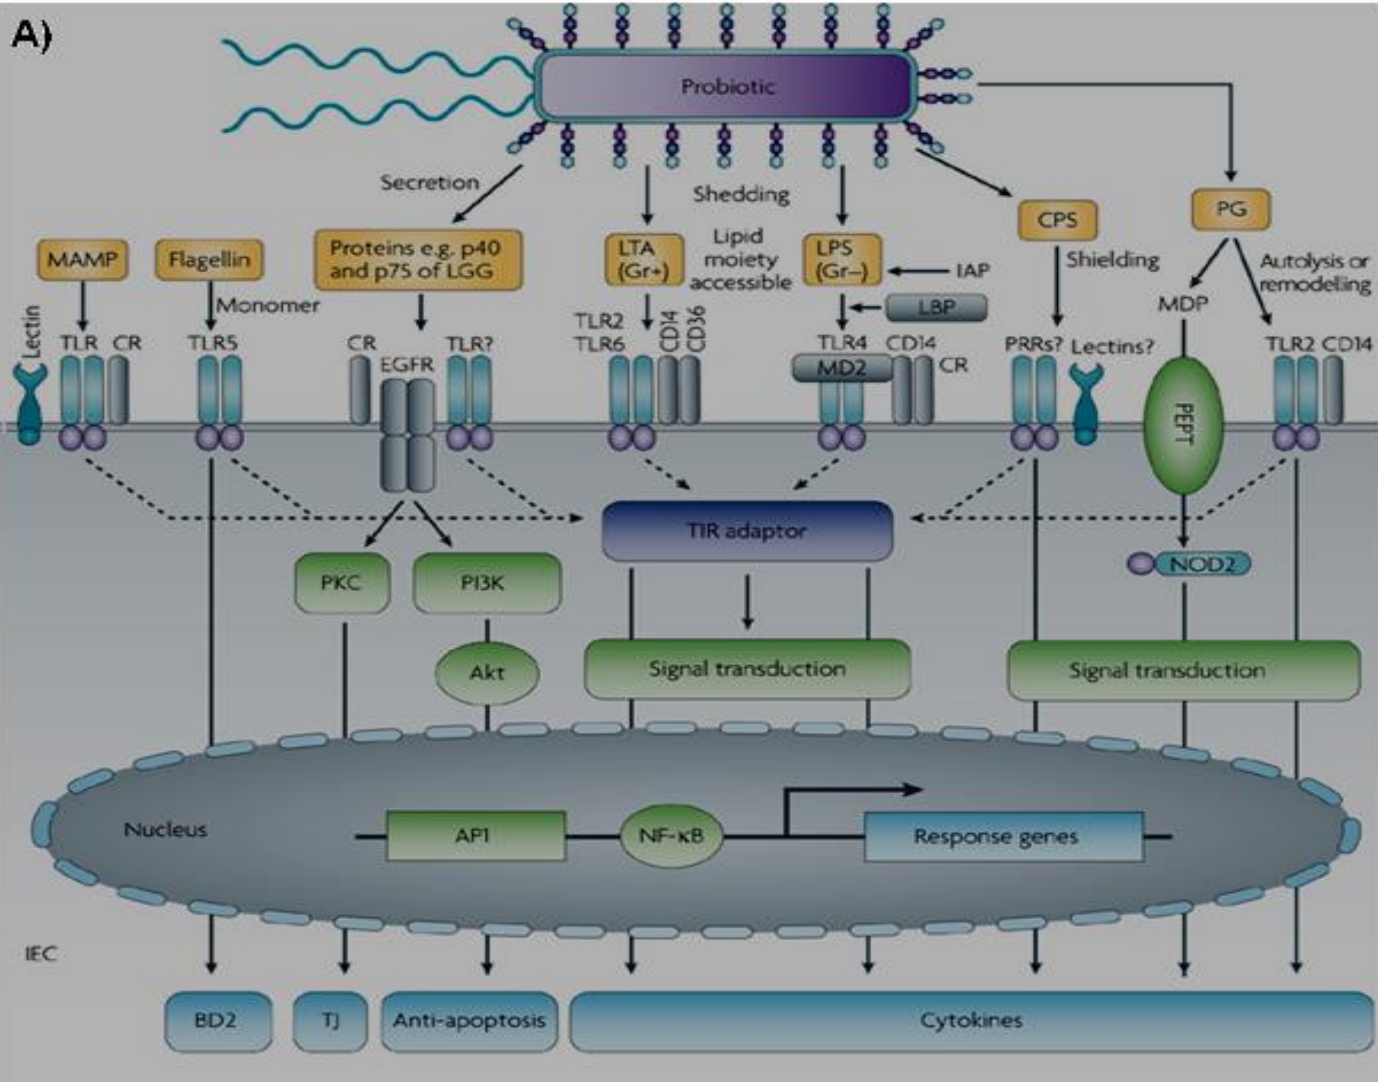 A)
Probiotic
Secretion
Shedding
CPS
PG
MAMP
Flagellin
Proteins e.g. p40
and p75 of LGG
LTA
(Gr+)
Lipid
moiety
accessible
LPS
(Gr–)
IAP
LBP
Shielding
Autolysis or
remodelling
Monomer
MDP
Lectin
TLR CR
TLR5
CR
EGFR
TLR?
TLR2
TLR6
CD14
CD36
TLR4 CD14
MD2
CR
PRRs? Lectins?
PEPT
TLR2 CD14
TIR adaptor
PKC
PI3K
NOD2
Akt
Signal transduction
Signal transduction
Nucleus
AP1
NF-κB
Response genes
IEC
BD2
TJ
Anti-apoptosis
Cytokines